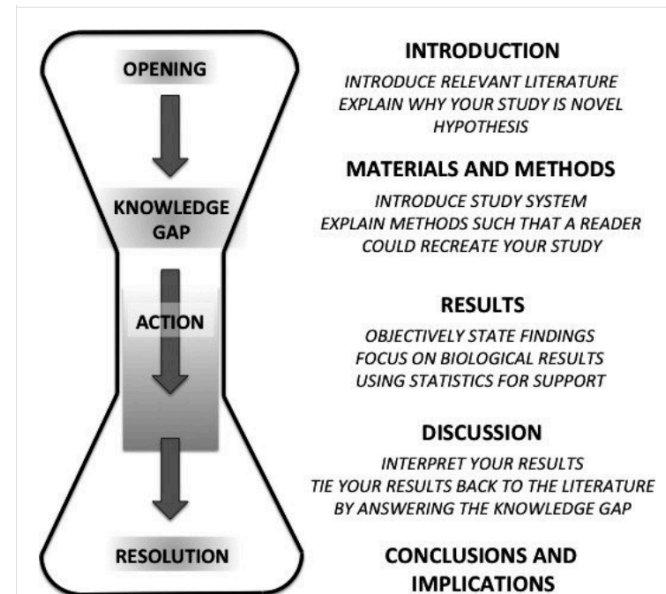 OPENING
KNOWLEDGE
GAP
ACTION
RESOLUTION
INTRODUCTION
INTRODUCE RELEVANT LITERATURE
EXPLAIN WHY YOUR STUDY IS NOVEL
HYPOTHESIS
MATERIALS AND METHODS
INTRODUCE STUDY SYSTEM
EXPLAIN METHODS SUCH THAT A READER
COULD RECREATE YOUR STUDY
RESULTS
OBJECTIVELY STATE FINDINGS
FOCUS ON BIOLOGICAL RESULTS
USING STATISTICS FOR SUPPORT
DISCUSSION
INTERPRET YOUR RESULTS
TIE YOUR RESULTS BACK TO THE LITERATURE
BY ANSWERING THE KNOWLEDGE GAP
CONCLUSIONS AND
IMPLICATIONS